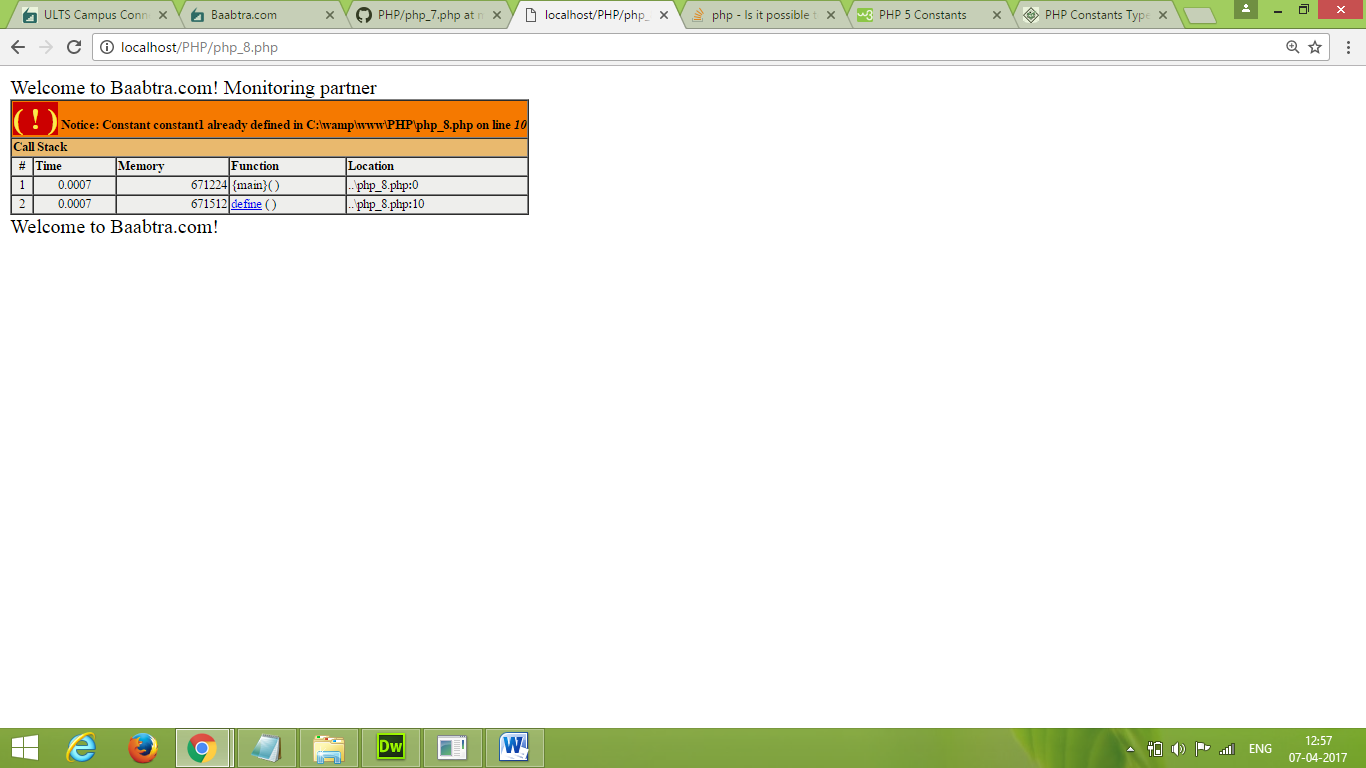 ULTS Campus Conn
Baabtra.com
PHP/php_7.php at m
localhost/PHP/php_
php - Is it possible t
PHP 5 Constants
PHP Constants Type
localhost/PHP/php_8.php
Welcome to Baabtra.com! Monitoring partner
( ! ) Notice: Constant constant1 already defined in C:\wamp\www\PHP\php_8.php on line 10
Call Stack
# Time Memory Function Location
1 0.0007 671224 {main}( ) ..\php_8.php:0
2 0.0007 671512 define ( ) ..\php_8.php:10
Welcome to Baabtra.com!
Dw
ENG
12:57
07-04-2017